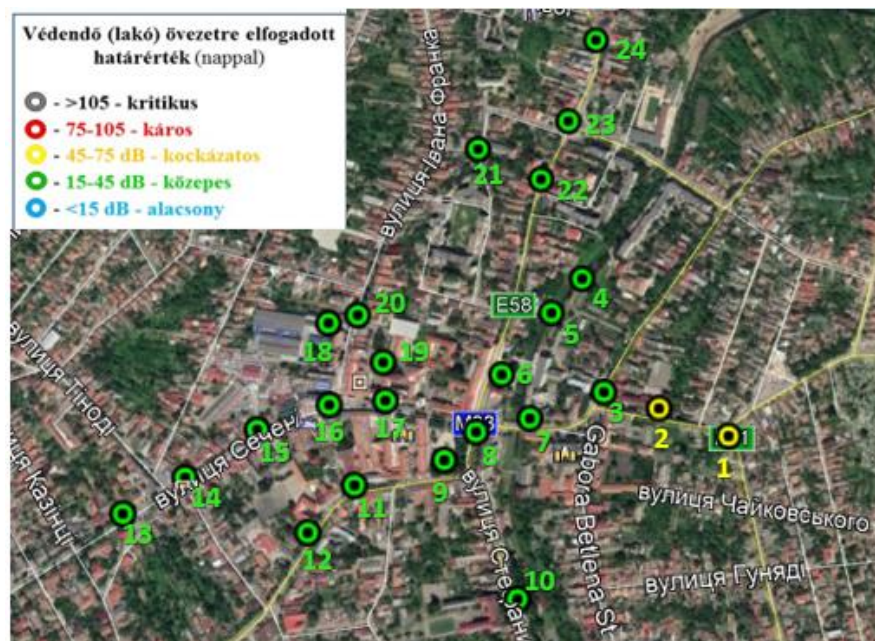 Védendő (lakó) övezetre elfogadott
határérték (nappal)
- >105 - kritikus
- 75-105 - káros
- 45-75 dB - kockázatos
- 15-45 dB - közepes
- <15 dB - alacsony
вулиця Івана Франка
24
23
21
22
4
E58
5
20
18
19
6
3
2
1
16
17
7
8
9
15
вулиця Сечені
14
13
11
12
10
вулиця Тіноді
Казінці
Gabora Betlena St
вулиця Чайковського
вулиця Гуняді
вулиця